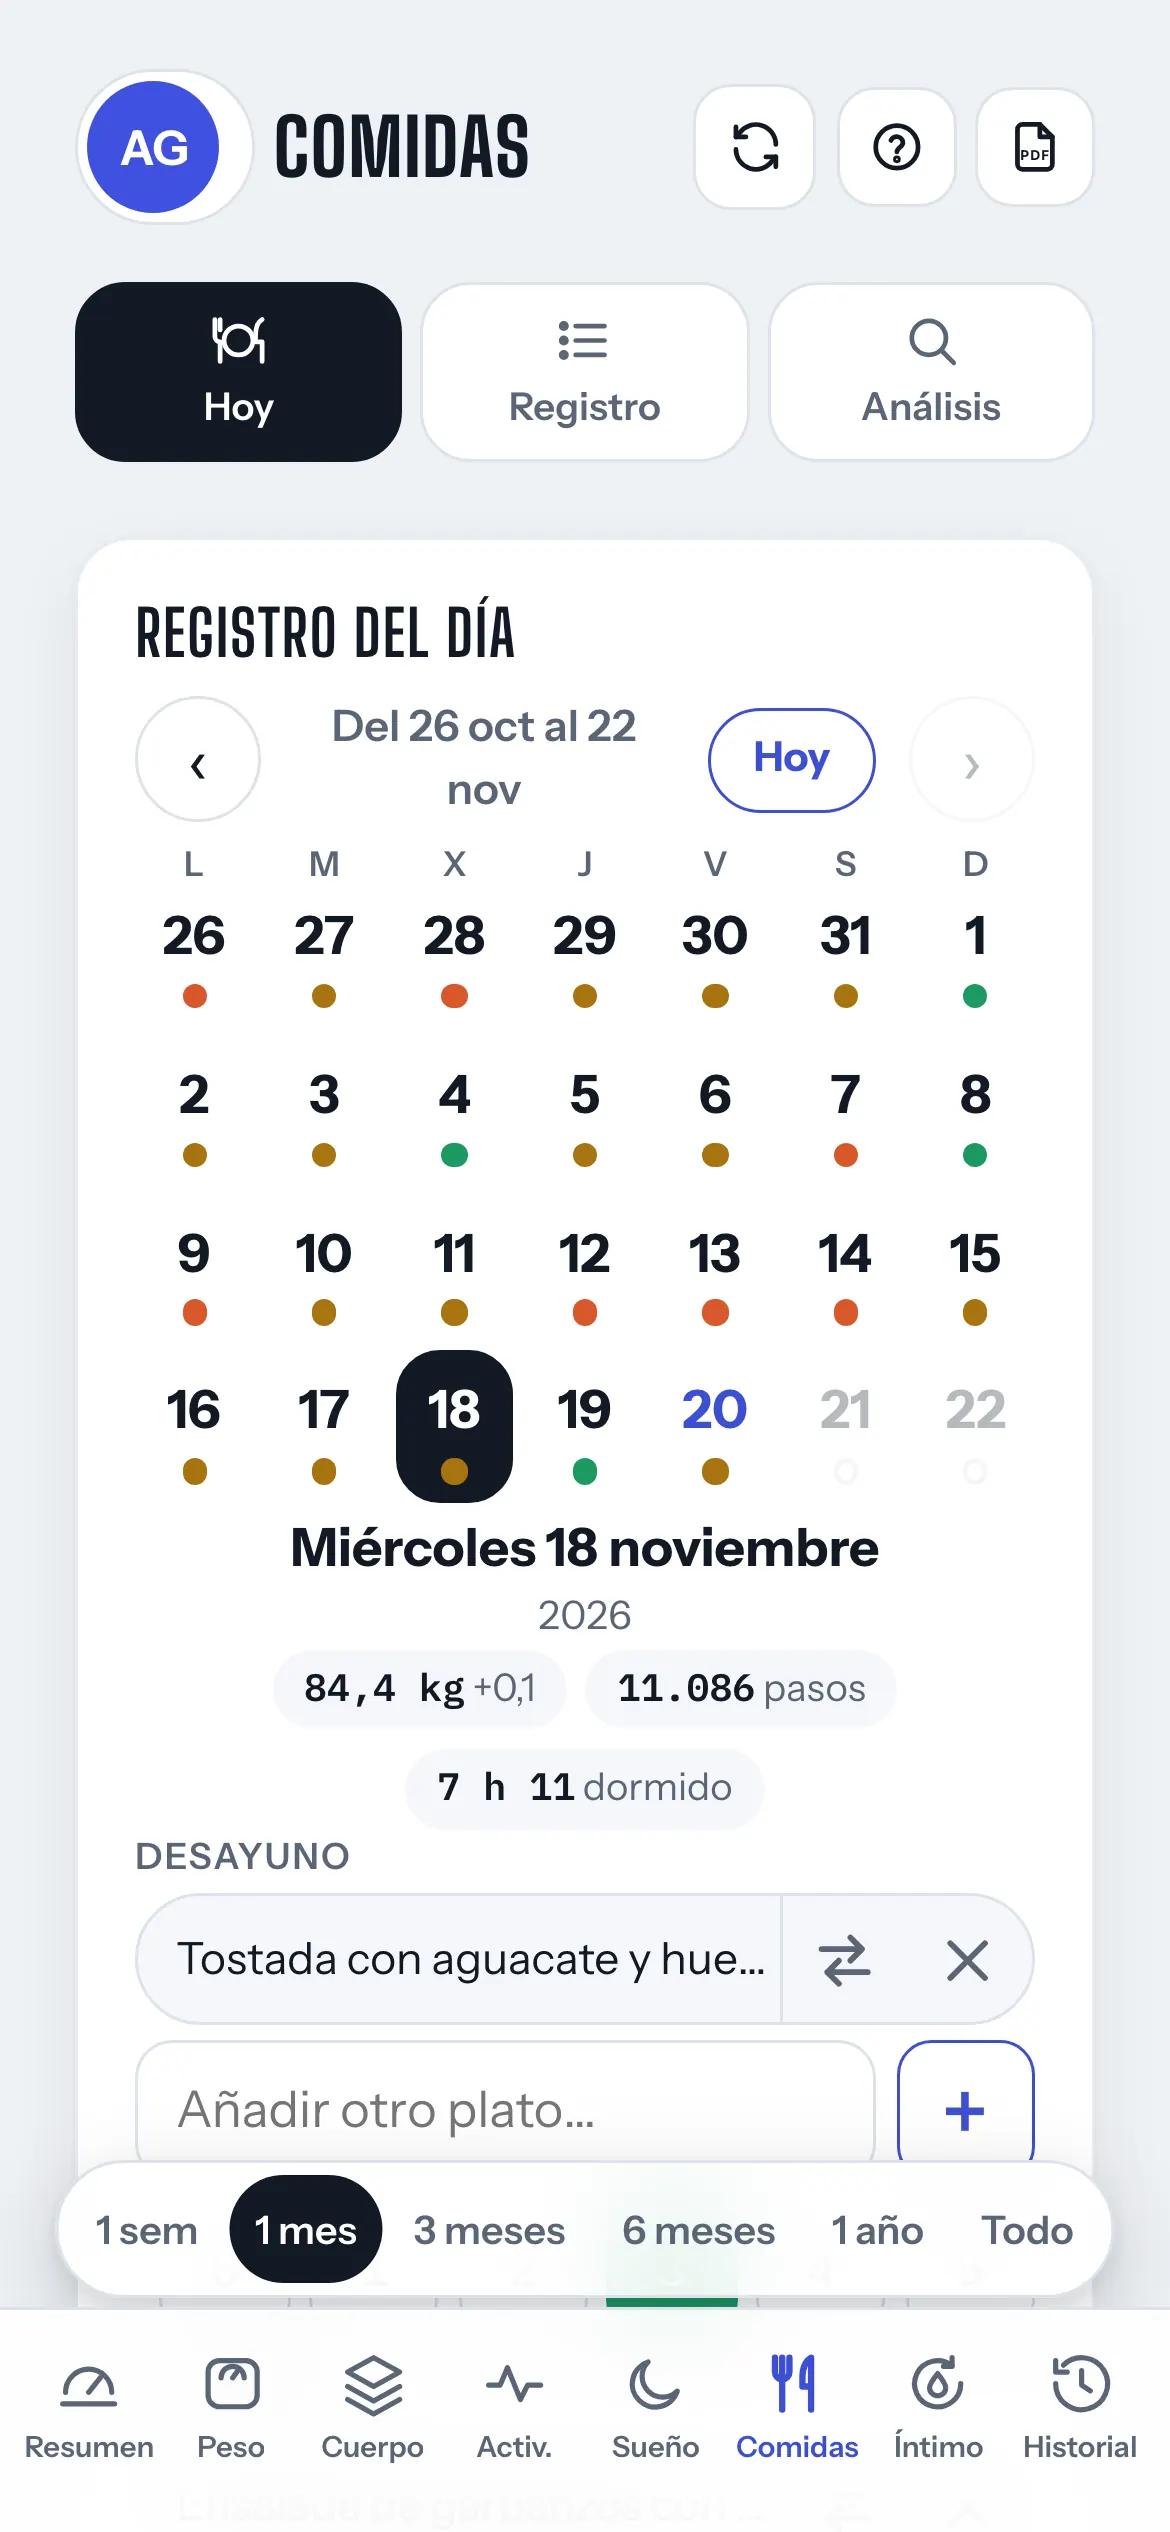 AG
COMIDAS
PDF
Hoy
Registro
Análisis
REGISTRO DEL DÍA
‹
Del 26 oct al 22
nov
Hoy
›
L M X J V S D
26 27 28 29 30 31 1
2 3 4 5 6 7 8
9 10 11 12 13 14 15
16 17 18 19 20 21 22
Miércoles 18 noviembre
2026
84,4 kg +0,1
11.086 pasos
7 h 11 dormido
DESAYUNO
Tostada con aguacate y hue...
Añadir otro plato...
+
1 sem 1 mes 3 meses 6 meses 1 año Todo
Resumen Peso Cuerpo Activ. Sueño Comidas Íntimo Historial